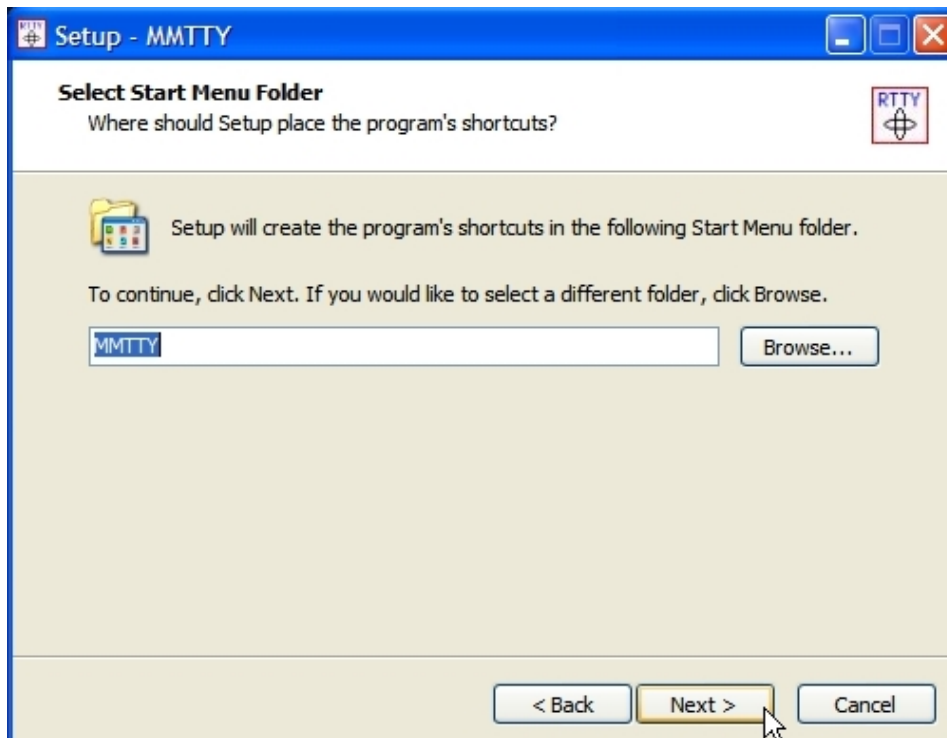 Setup - MMTTY
Select Start Menu Folder
Where should Setup place the program's shortcuts?
RTTY
Setup will create the program's shortcuts in the following Start Menu folder.
To continue, click Next. If you would like to select a different folder, click Browse.
MMTTY
Browse...
< Back
Next >
Cancel